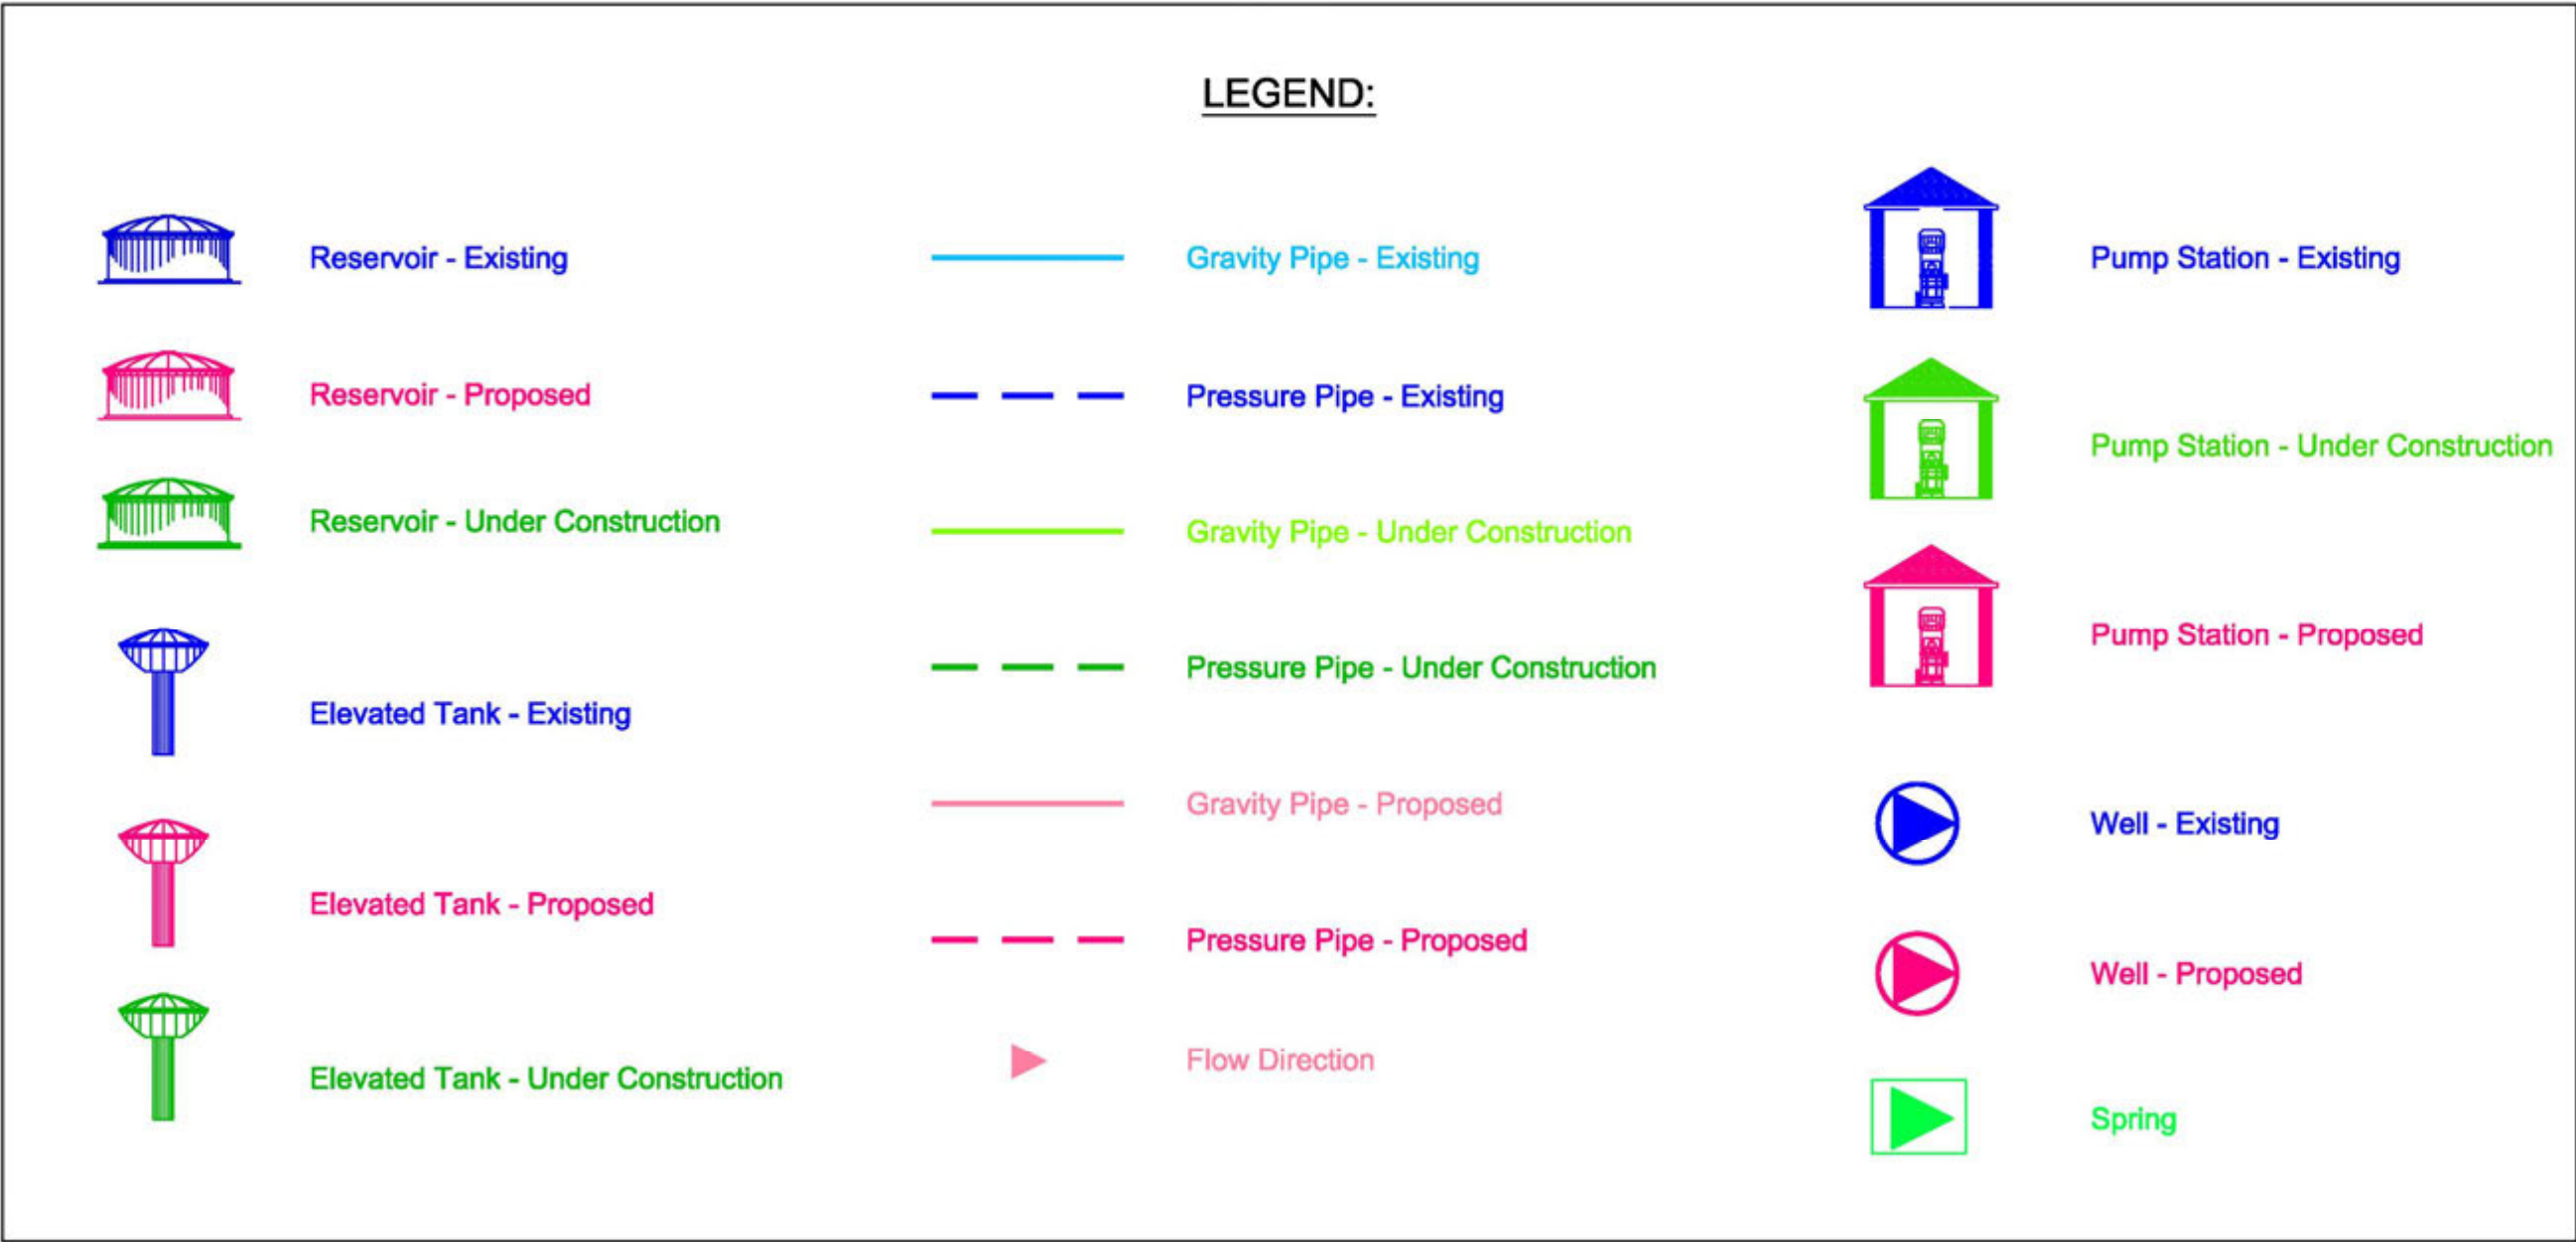 LEGEND:
Reservoir - Existing
Reservoir - Proposed
Reservoir - Under Construction
Elevated Tank - Existing
Elevated Tank - Proposed
Elevated Tank - Under Construction
Gravity Pipe - Existing
Pressure Pipe - Existing
Gravity Pipe - Under Construction
Pressure Pipe - Under Construction
Gravity Pipe - Proposed
Pressure Pipe - Proposed
Flow Direction
Pump Station - Existing
Pump Station - Under Construction
Pump Station - Proposed
Well - Existing
Well - Proposed
Spring